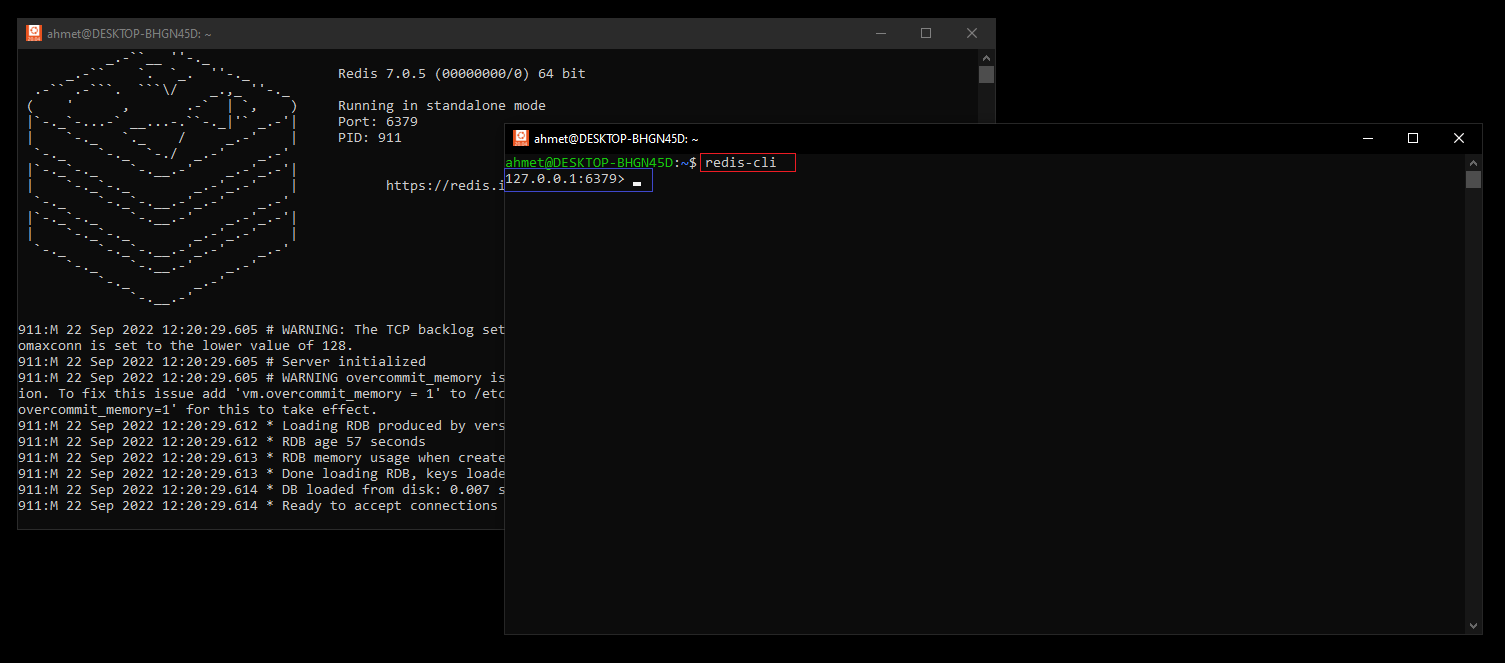 ahmet@DESKTOP-BHGN45D: ~
Redis 7.0.5 (00000000/0) 64 bit
Running in standalone mode
Port: 6379
PID: 911
https://redis.i
911:M 22 Sep 2022 12:20:29.605 # WARNING: The TCP backlog set
omaxconn is set to the lower value of 128.
911:M 22 Sep 2022 12:20:29.605 # Server initialized
911:M 22 Sep 2022 12:20:29.605 # WARNING overcommit_memory is
ion. To fix this issue add 'vm.overcommit_memory = 1' to /etc
overcommit_memory=1' for this to take effect.
911:M 22 Sep 2022 12:20:29.612 * Loading RDB produced by vers
911:M 22 Sep 2022 12:20:29.612 * RDB age 57 seconds
911:M 22 Sep 2022 12:20:29.613 * RDB memory usage when create
911:M 22 Sep 2022 12:20:29.613 * Done loading RDB, keys loade
911:M 22 Sep 2022 12:20:29.614 * DB loaded from disk: 0.007 s
911:M 22 Sep 2022 12:20:29.614 * Ready to accept connections
ahmet@DESKTOP-BHGN45D: ~
ahmet@DESKTOP-BHGN45D:~$ redis-cli
127.0.0.1:6379>